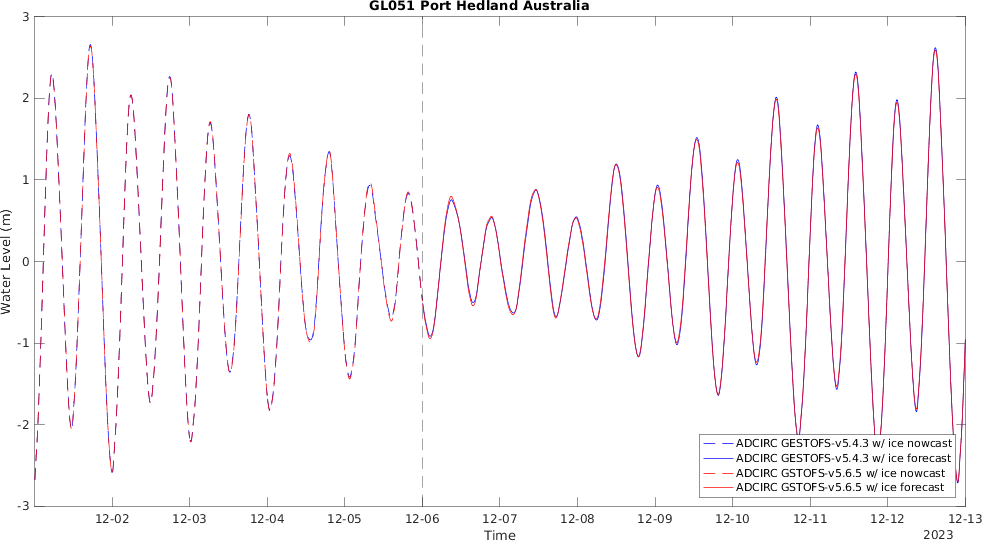 GL051 Port Hedland Australia
3
2
1
0
-1
-2
-3
Water Level (m)
ADCIRC GESTOFS-v5.4.3 w/ ice nowcast
ADCIRC GESTOFS-v5.4.3 w/ ice forecast
ADCIRC GSTOFS-v5.6.5 w/ ice nowcast
ADCIRC GSTOFS-v5.6.5 w/ ice forecast
12-02 12-03 12-04 12-05 12-06 12-07 12-08 12-09 12-10 12-11 12-12 12-13
Time
2023